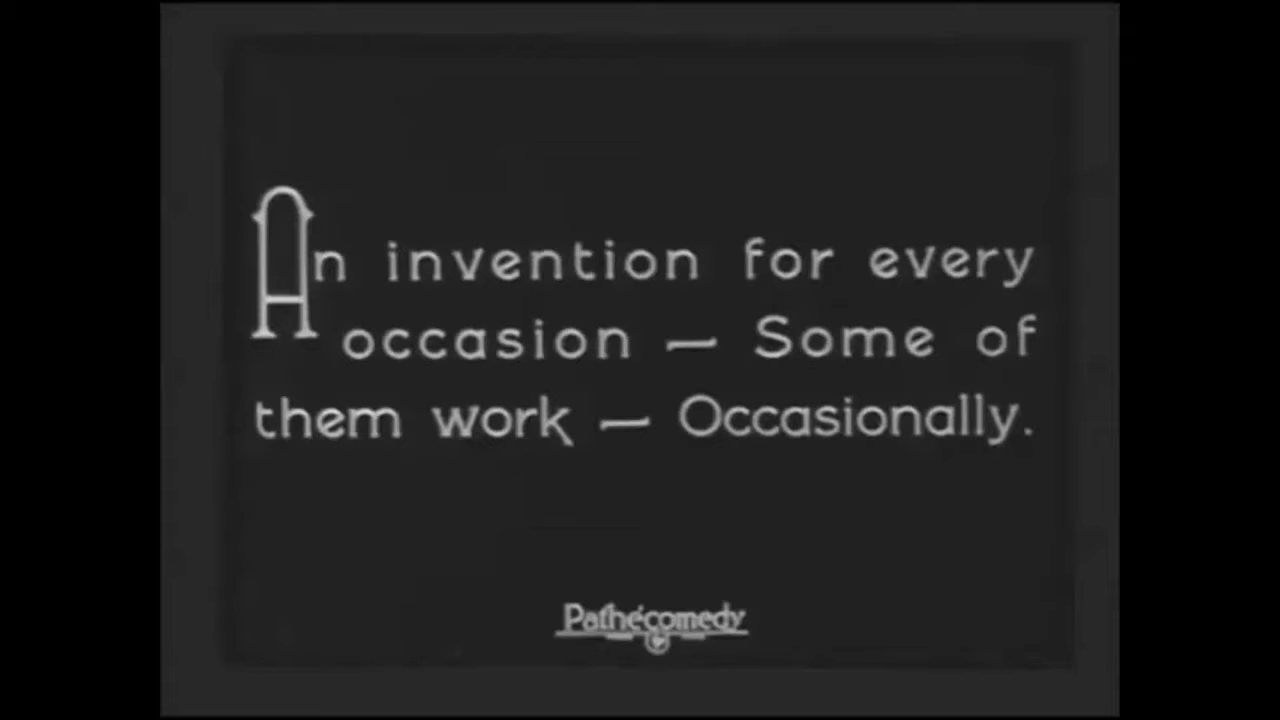 An invention for every
occasion — Some of
them work — Occasionally.
Pathécomedy